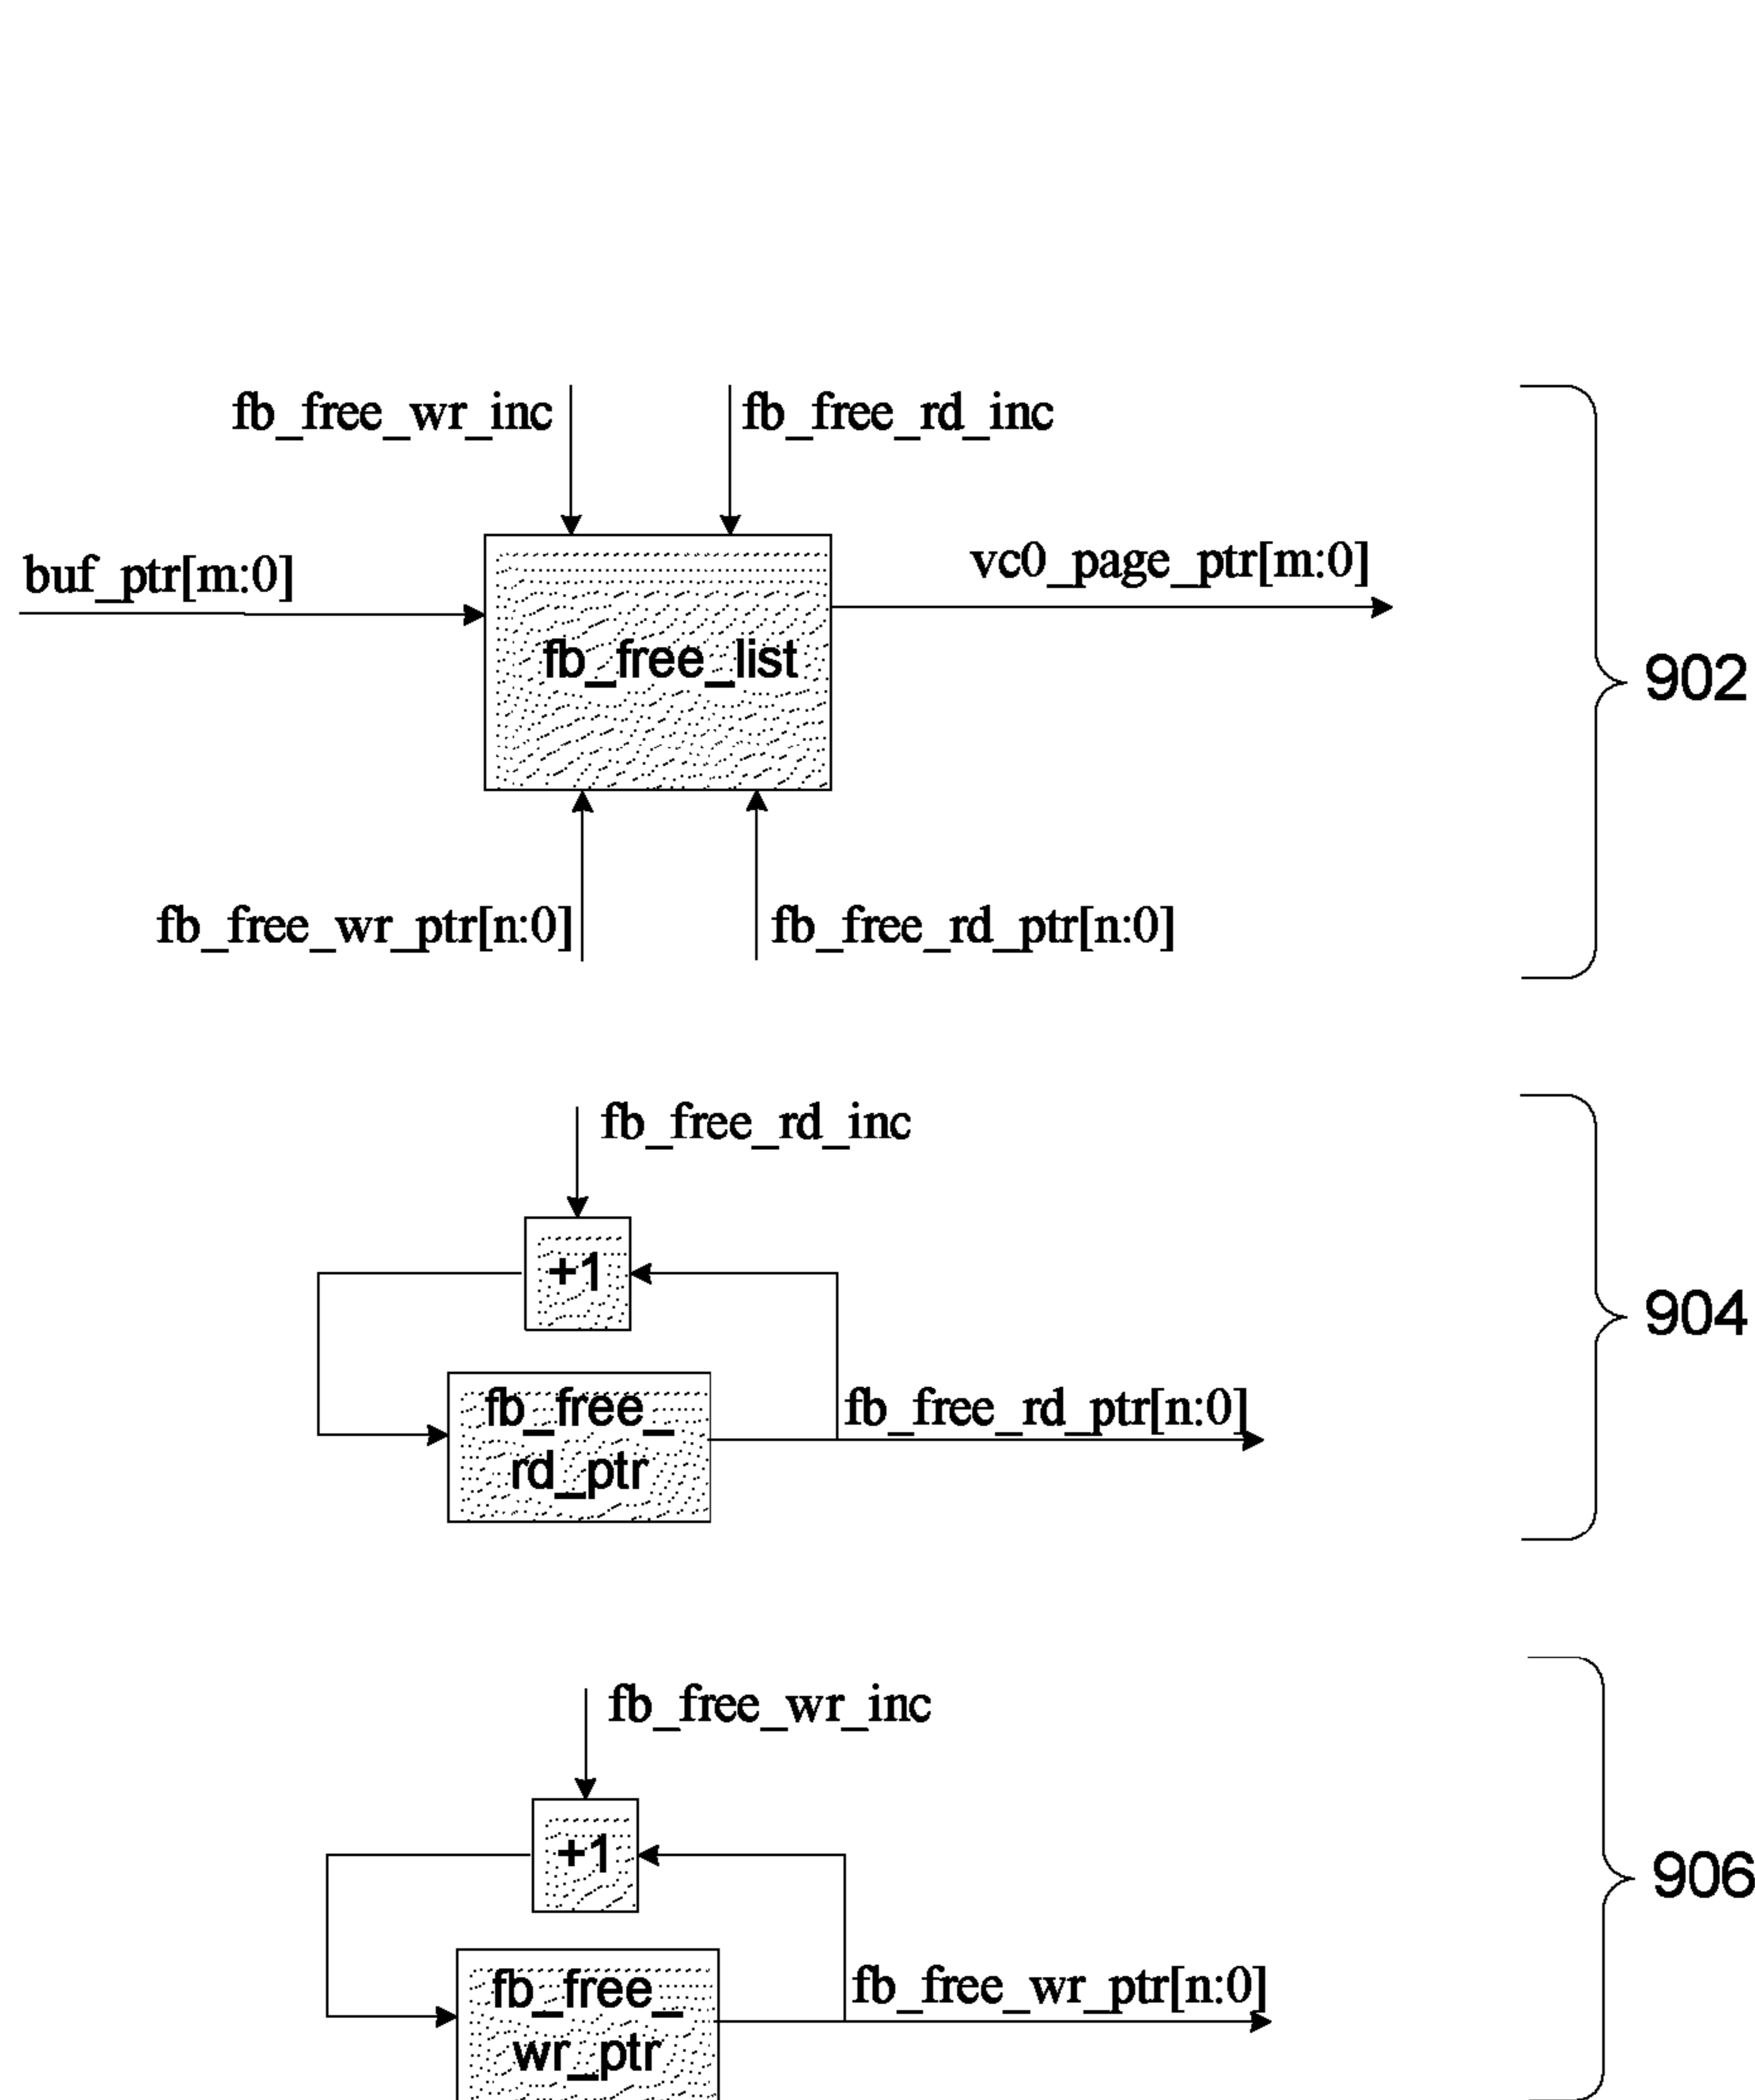 fb_free_wr_inc
fb_free_rd_inc
buf_ptr[m:0]
vc0_page_ptr[m:0]
fb_free_list
902
fb_free_wr_ptr[n:0]
fb_free_rd_ptr[n:0]
fb_free_rd_inc
+1
904
fb_free_
rd_ptr
fb_free_rd_ptr[n:0]
fb_free_wr_inc
+1
906
fb_free_
wr_ptr
fb_free_wr_ptr[n:0]